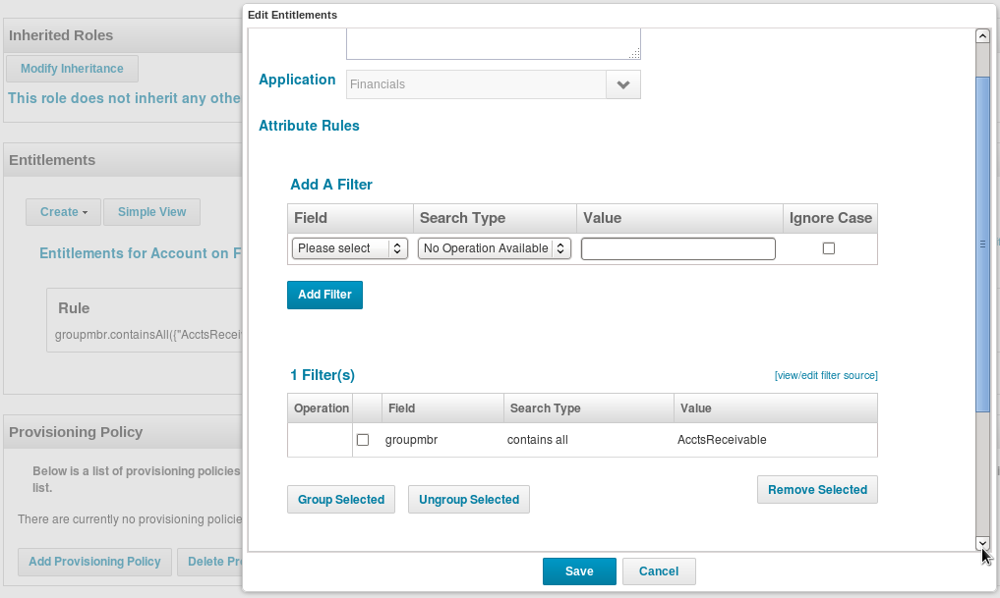 Edit Entitlements
Inherited Roles
Modify Inheritance
This role does not inherit any othe
Entitlements
Create
Simple View
Entitlements for Account on F
Rule
groupmbr.containsAll({"AcctsRecei
Provisioning Policy
Below is a list of provisioning policies
list.
There are currently no provisioning policie
Add Provisioning Policy
Delete Pr
Application
Financials
Attribute Rules
Add A Filter
Field Search Type Value Ignore Case
Please select No Operation Available
Add Filter
1 Filter(s) [view/edit filter source]
Operation Field Search Type Value
groupmbr contains all AcctsReceivable
Group Selected Ungroup Selected Remove Selected
Save Cancel